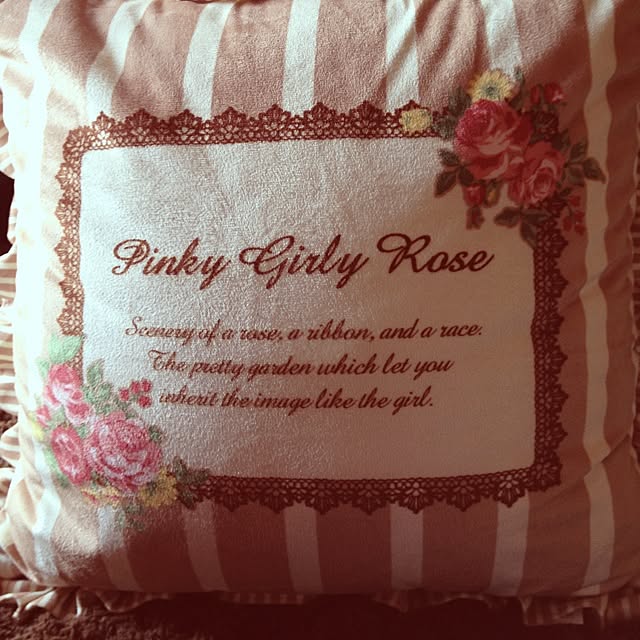 Pinky Girly Rose
Scenery of a rose, a ribbon, and a race.
The pretty garden which let you
inherit the image like the girl.